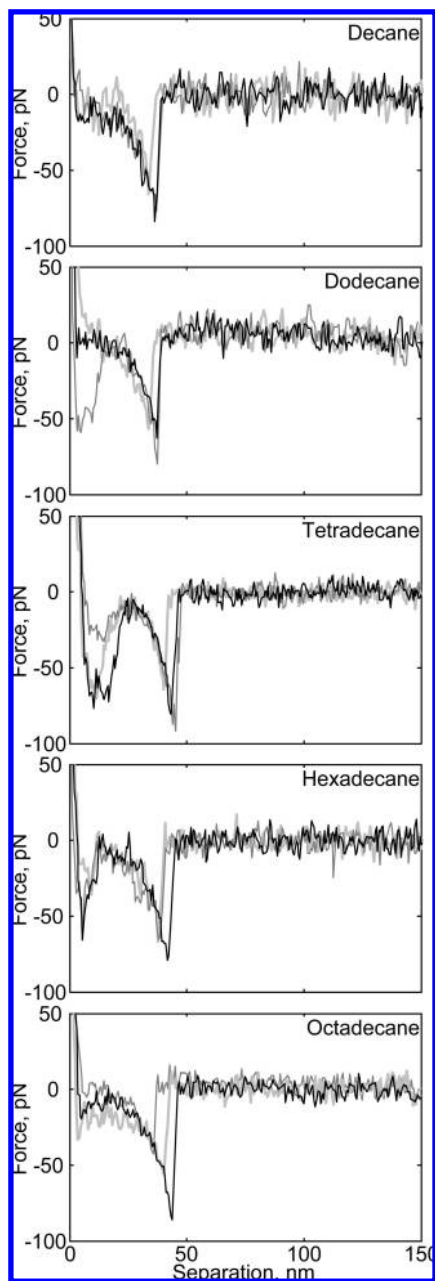 50
Decane
0
Force, pN
-50
-100
50
Dodecane
0
Force, pN
-50
-100
50
Tetradecane
0
Force, pN
-50
-100
50
Hexadecane
0
Force, pN
-50
-100
50
Octadecane
0
Force, pN
-50
-100
0 50 100 150
Separation, nm